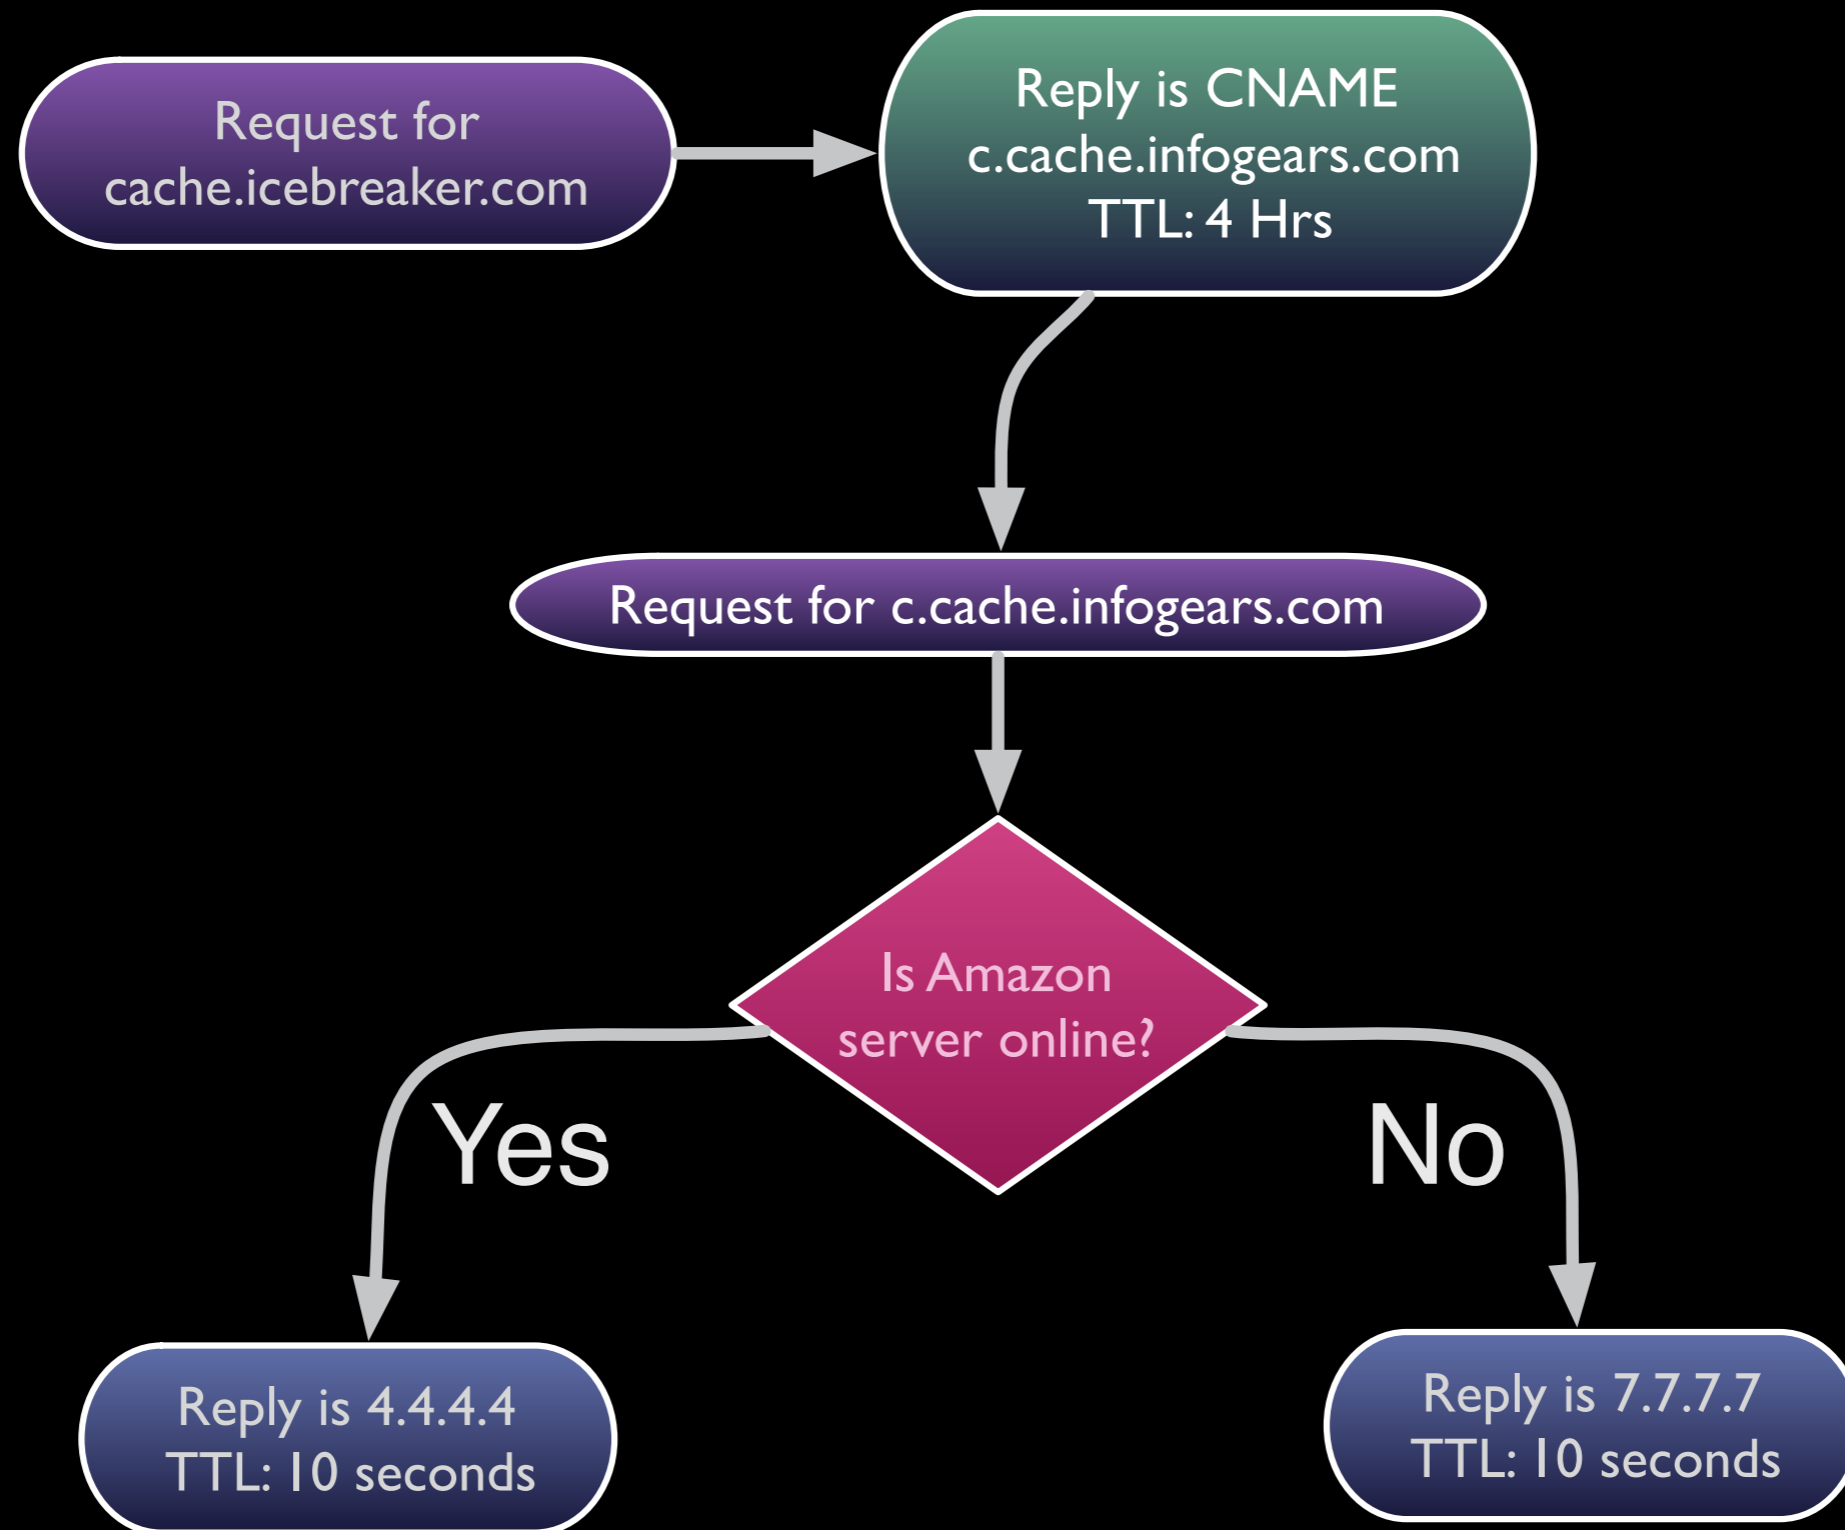 Request for
cache.icebreaker.com
Reply is CNAME
c.cache.infogears.com
TTL: 4 Hrs
Request for c.cache.infogears.com
Is Amazon
server online?
Yes
No
Reply is 4.4.4.4
TTL: 10 seconds
Reply is 7.7.7.7
TTL: 10 seconds